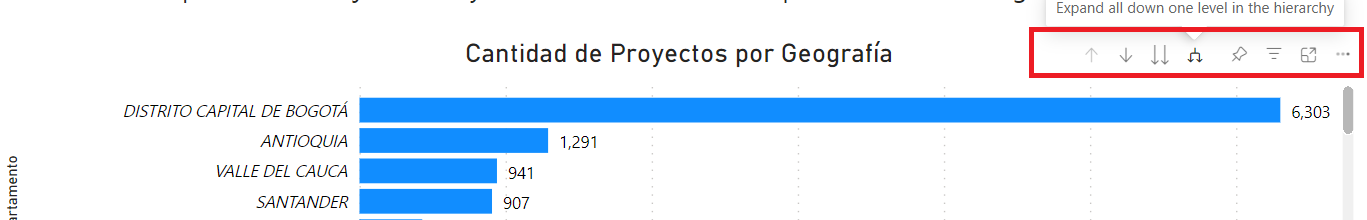 Expand all down one level in the hierarchy
Cantidad de Proyectos por Geografía
DISTRITO CAPITAL DE BOGOTÁ 6,303
ANTIOQUIA 1,291
VALLE DEL CAUCA 941
SANTANDER 907